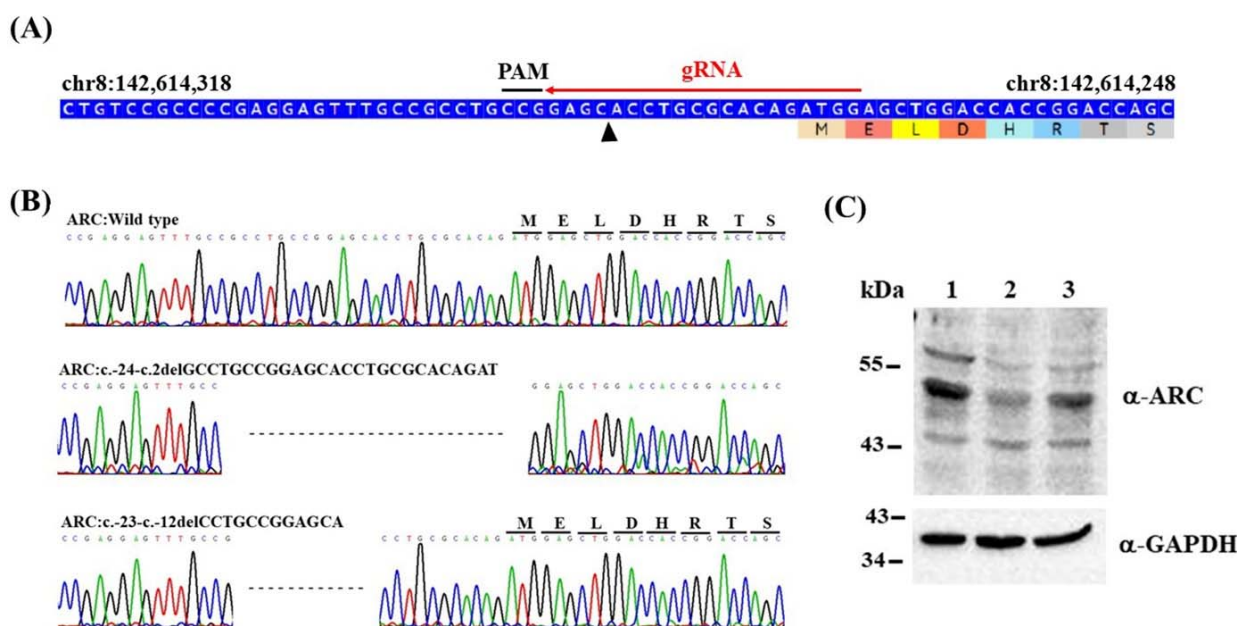 (A)
chr8:142,614,318 PAM gRNA chr8:142,614,248
CTGTCCGCCCCGAGGAGTTTGCCGCCTGCCGGAGCACCTGCGCACAGATGGAGCTGGACCACCGGACCAGC
M E L D H R T S
(B)
ARC:Wild type
M E L D H R T S
CCGAGGAGTTTGCCGCCTGCCGGAGCACCTGCGCACAGATGGAGCTGGACCACCGGACCAGC
ARC:c.-24-c.2delGCCTGCCGGAGCACCTGCGCACAGAT
CCGAGGAGTTTGCC GGAGCTGGACCACCGGACCAGC
ARC:c.-23-c.-12delCCTGCCGGAGCA
M E L D H R T S
CCGAGGAGTTTGCCG CCTGCGCACAGATGGAGCTGGACCACCGGACCAGC
(C)
kDa 1 2 3
55
α-ARC
43
43
α-GAPDH
34